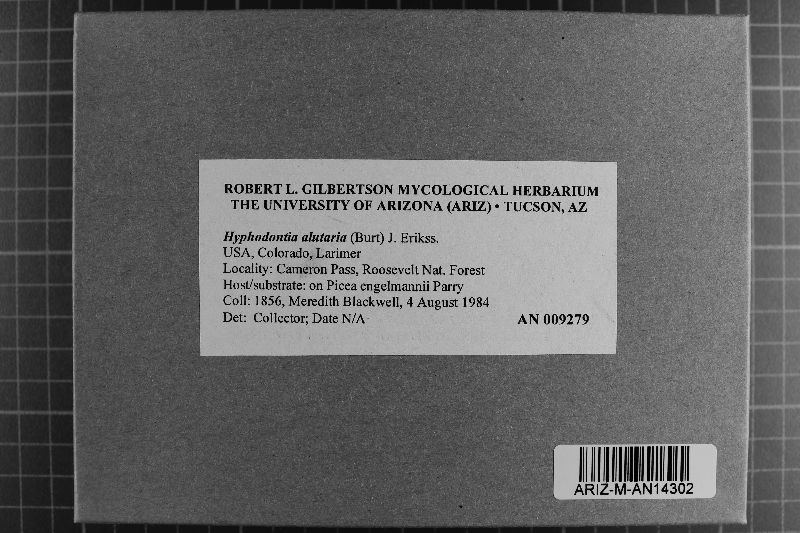 ROBERT L. GILBERTSON MYCOLOGICAL HERBARIUM
THE UNIVERSITY OF ARIZONA (ARIZ) • TUCSON, AZ
Hyphodontia alutaria (Burt) J. Erikss.
USA, Colorado, Larimer
Locality: Cameron Pass, Roosevelt Nat. Forest
Host/substrate: on Picea engelmannii Parry
Coll: 1856, Meredith Blackwell, 4 August 1984
Det: Collector; Date N/A AN 009279
ARIZ-M-AN14302